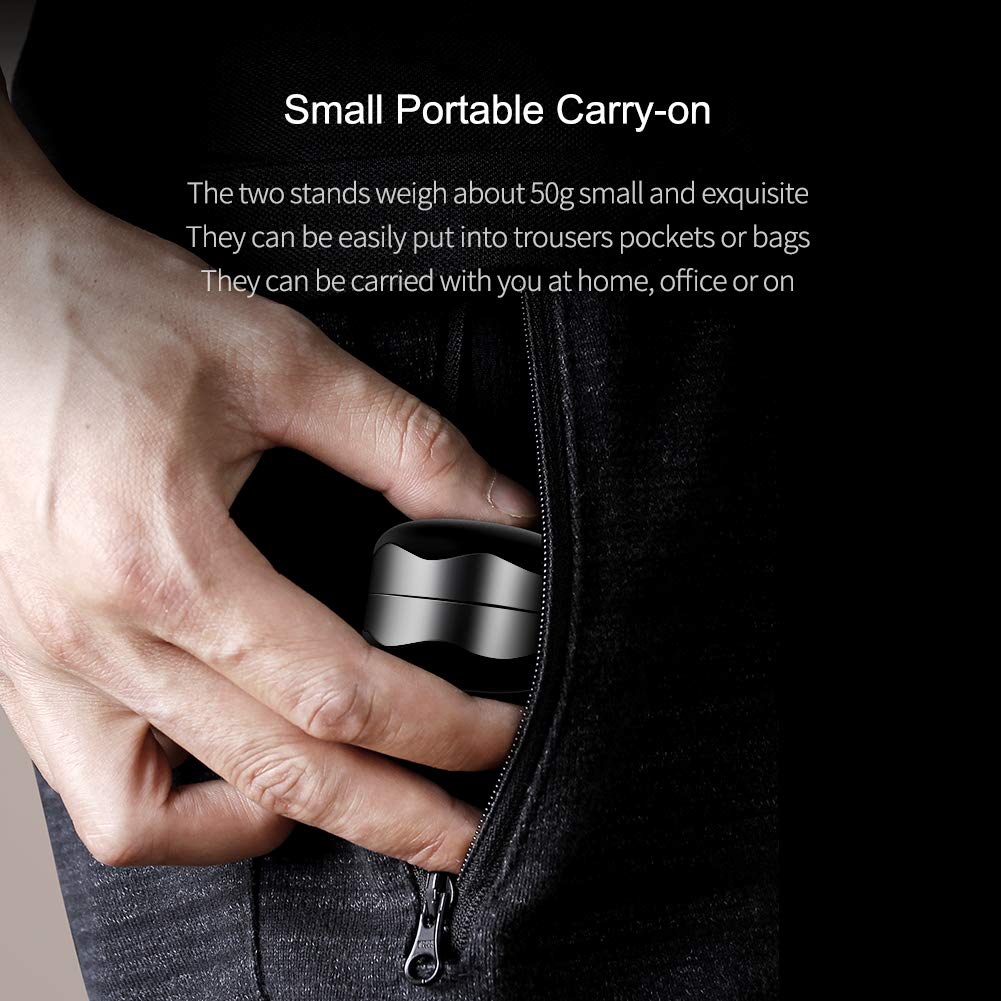 Small Portable Carry-on
The two stands weigh about 50g small and exquisite
They can be easily put into trousers pockets or bags
They can be carried with you at home, office or on